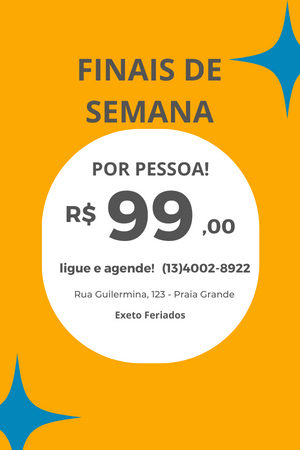 FINAIS DE
SEMANA
POR PESSOA!
R$ 99,00
ligue e agende! (13)4002-8922
Rua Guilermina, 123 - Praia Grande
Exeto Feriados